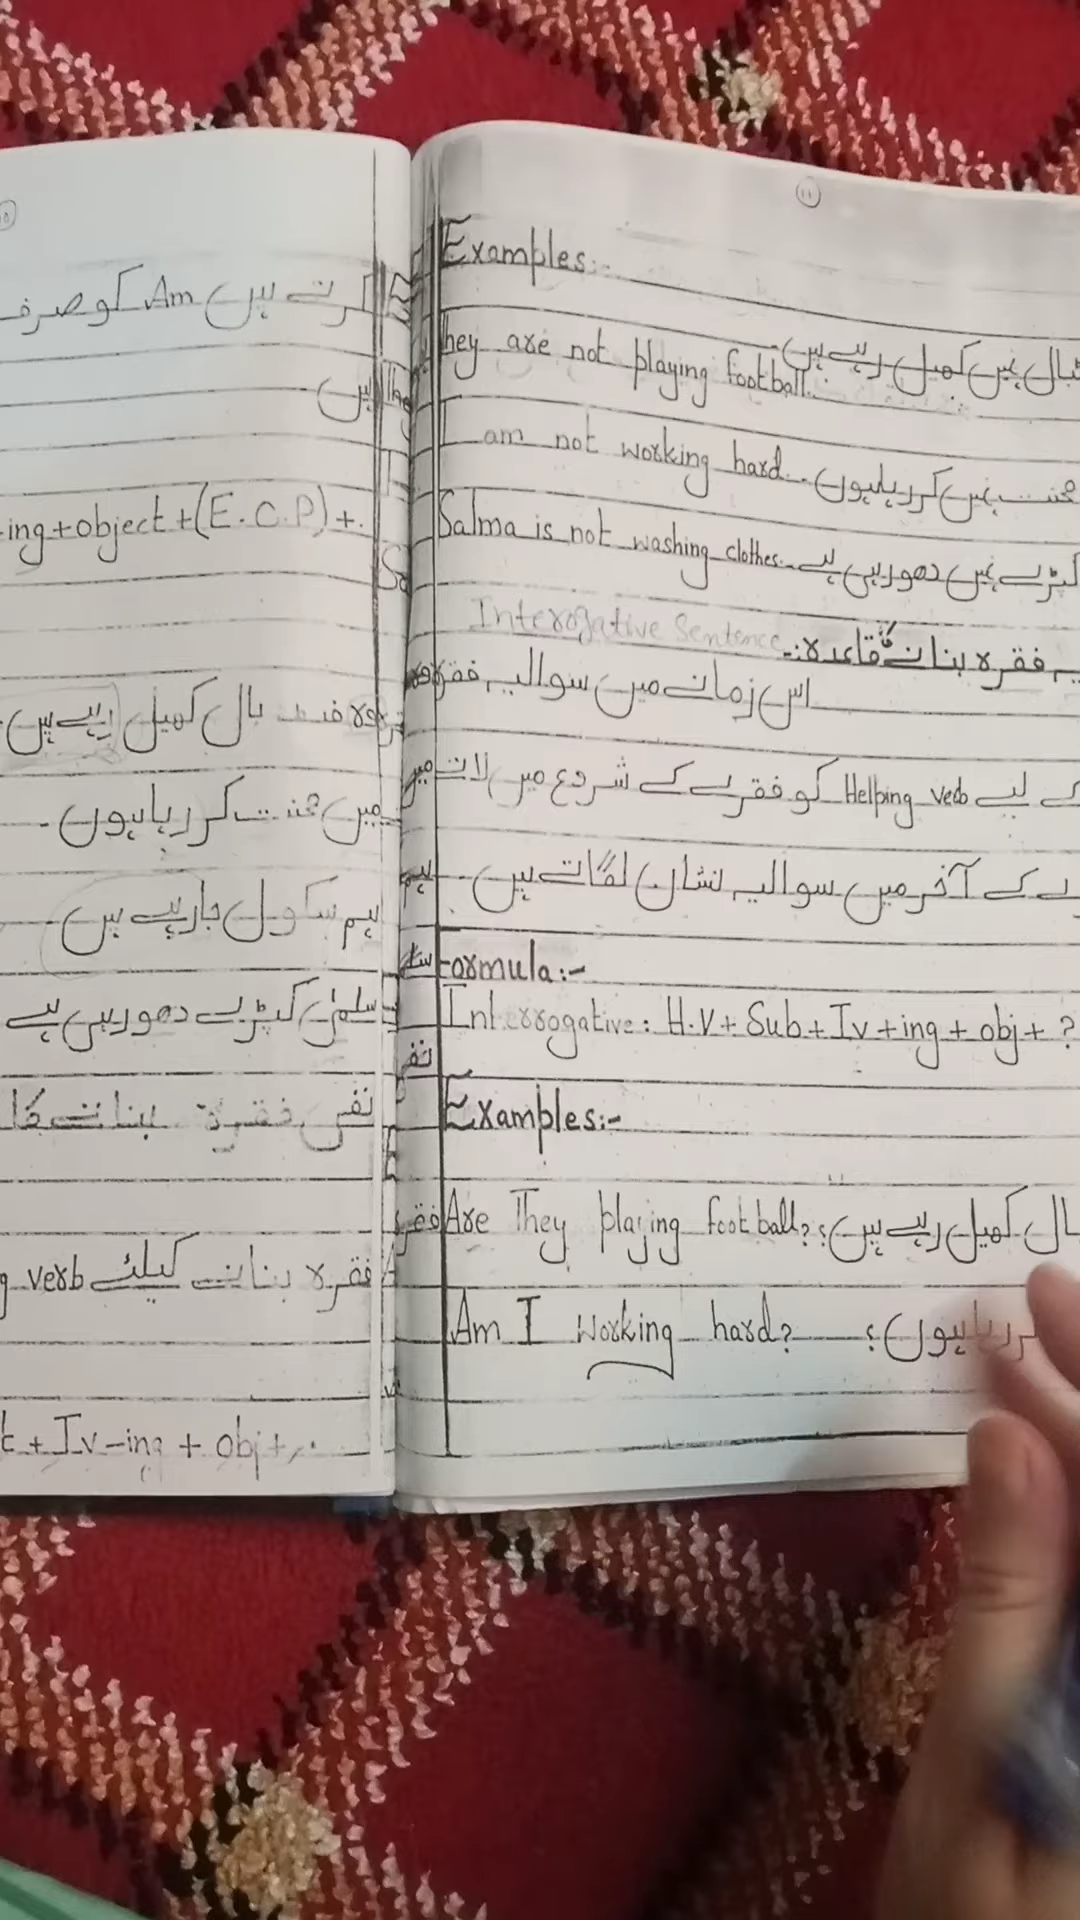 کرتے ہیں Am کو صرف
ہیں
-ing+object+(E.C.P)+.
وہ فٹ بال کھیل رہے ہیں
میں محنت کر رہا ہوں۔
ہم سکول جا رہے ہیں
سلمیٰ کپڑے دھو رہی ہے
نفی فقرہ بنانے کا
فقرہ بنانے کیلئے verb
t +Iv-ing + obj+.
11
Examples:-
They are not playing football. بال نہیں کھیل رہے ہیں
I am not working hard. محنت نہیں کر رہا ہوں
Salma is not washing clothes. کپڑے نہیں دھو رہی ہے
Interogative Sentence فقرہ بنانے کا قاعدہ:-
اس زمانے میں سوالیہ فقرہ
کے لیے Helping verb کو فقرے کے شروع میں لاتے
کے آخر میں سوالیہ نشان لگاتے ہیں۔
Formula:-
Interrogative: H.V+ Sub+Iv+ing+obj+ ?
Examples:-
Are They playing football? بال کھیل رہے ہیں؟
Am I working hard? کر رہا ہوں؟